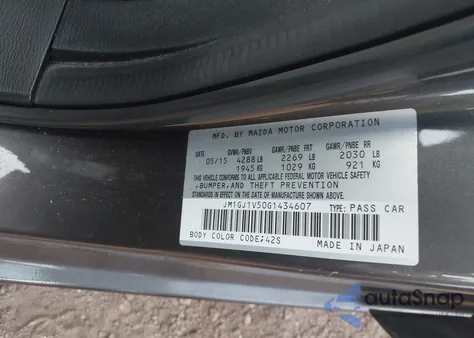 MFD. BY MAZDA MOTOR CORPORATION
GVWR/PNBV GAWR/PNBE FRT GAWR/PNBE RR
05/15 4288 LB 2269 LB 2030 LB
1945 KG 1029 KG 921 KG
THIS VEHICLE CONFORMS TO ALL APPLICABLE FEDERAL MOTOR VEHICLE SAFETY
,BUMPER,AND THEFT PREVENTION
STANDARDS IN EFFECT ON THE DATE OF MANUFACTURE SHOWN ABOVE.
JM1GJ1V50G1434607 TYPE: PASS CAR
BODY COLOR CODE;42S MADE IN JAPAN
autoSnap